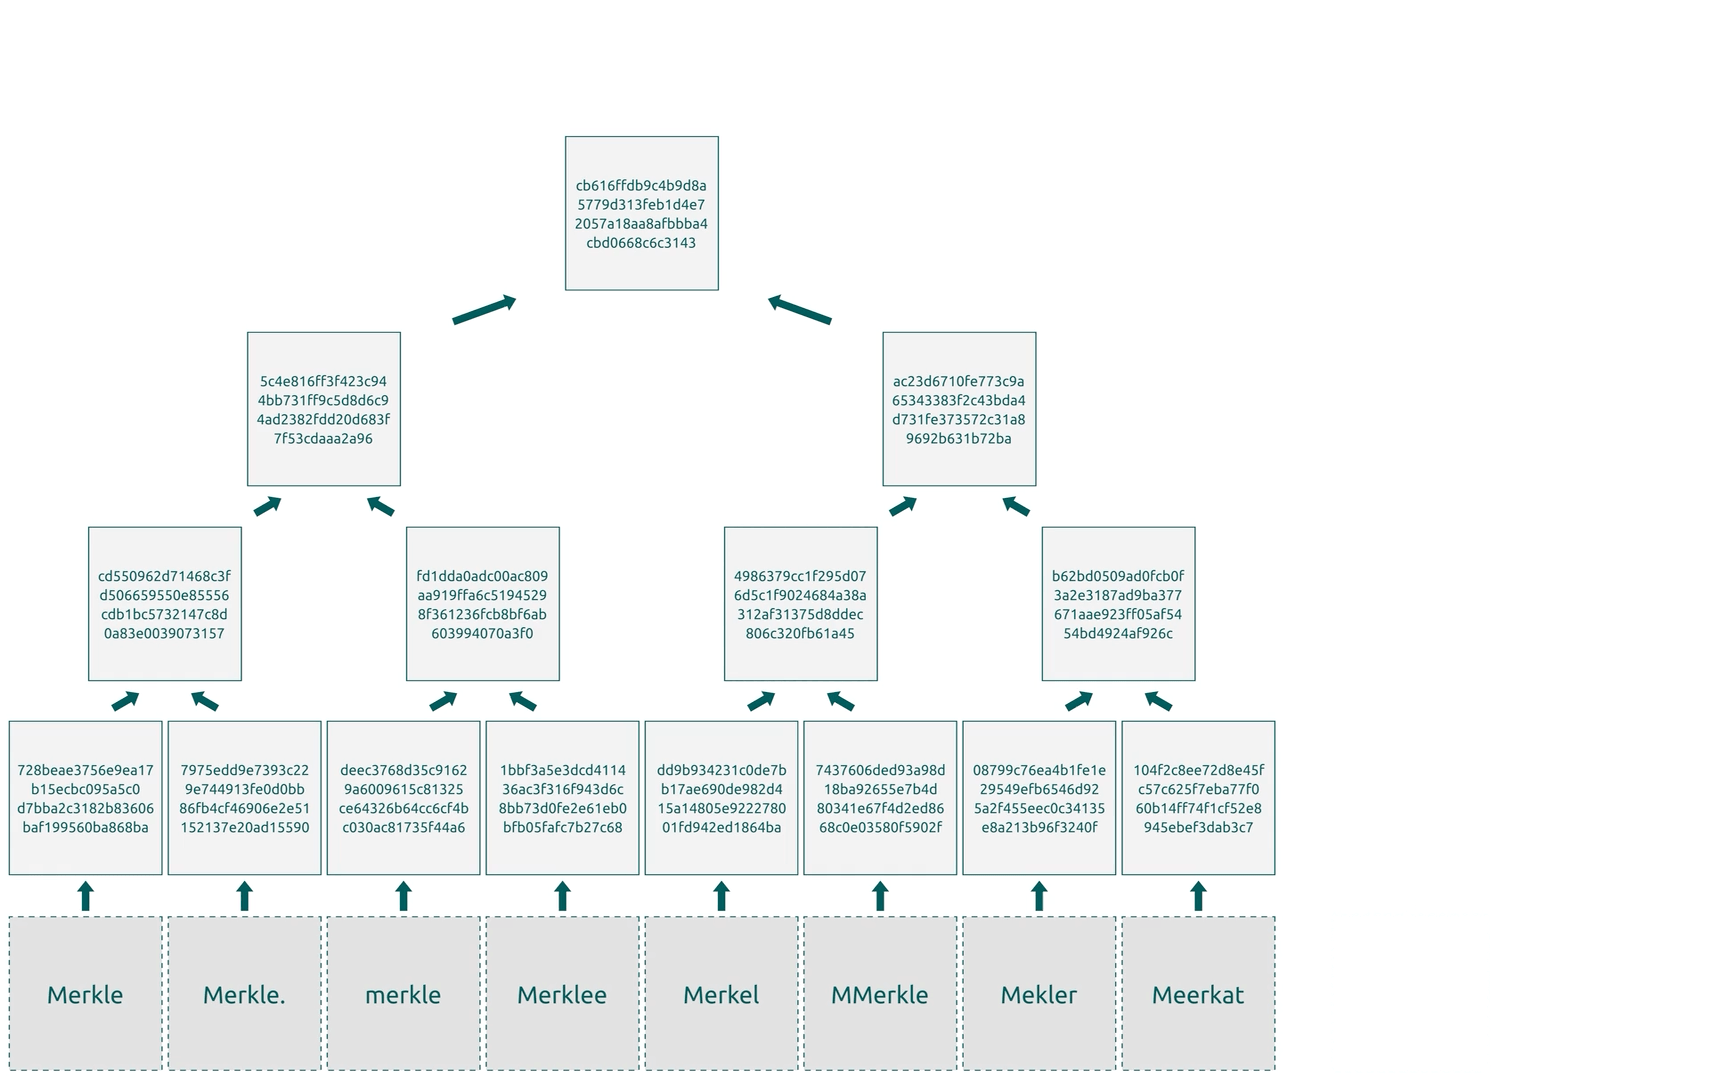 cb616ffdb9c4b9d8a
5779d313feb1d4e7
2057a18aa8afbbba4
cbd0668c6c3143
5c4e816ff3f423c94
4bb731ff9c5d8d6c9
4ad2382fdd20d683f
7f53cdaaa2a96
ac23d6710fe773c9a
65343383f2c43bda4
d731fe373572c31a8
9692b631b72ba
cd550962d71468c3f
d506659550e85556
cdb1bc5732147c8d
0a83e0039073157
fd1dda0adc00ac809
aa919ffa6c5194529
8f361236fcb8bf6ab
603994070a3f0
4986379cc1f295d07
6d5c1f9024684a38a
312af31375d8ddec
806c320fb61a45
b62bd0509ad0fcb0f
3a2e3187ad9ba377
671aae923ff05af54
54bd4924af926c
728beae3756e9ea17
b15ecbc095a5c0
d7bba2c3182b83606
baf199560ba868ba
7975edd9e7393c22
9e744913fe0d0bb
86fb4cf46906e2e51
152137e20ad15590
deec3768d35c9162
9a6009615c81325
ce64326b64cc6cf4b
c030ac81735f44a6
1bbf3a5e3dcd4114
36ac3f316f943d6c
8bb73d0fe2e61eb0
bfb05fafc7b27c68
dd9b934231c0de7b
b17ae690de982d4
15a14805e9222780
01fd942ed1864ba
7437606ded93a98d
18ba92655e7b4d
80341e67f4d2ed86
68c0e03580f5902f
08799c76ea4b1fe1e
29549efb6546d92
5a2f455eec0c34135
e8a213b96f3240f
104f2c8ee72d8e45f
c57c625f7eba77f0
60b14ff74f1cf52e8
945ebef3dab3c7
Merkle
Merkle.
merkle
Merklee
Merkel
MMerkle
Mekler
Meerkat